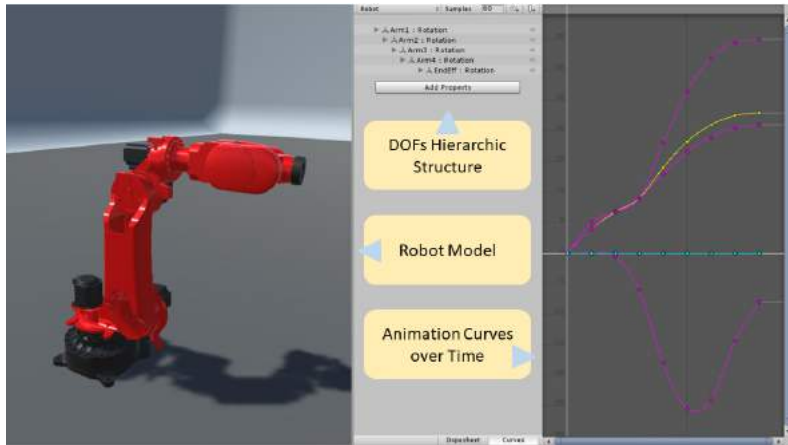 Robot
Samples 60
Arm1 : Rotation
Arm2 : Rotation
Arm3 : Rotation
Arm4 : Rotation
EndEff : Rotation
Add Property
DOFs Hierarchic
Structure
Robot Model
Animation Curves
over Time
Dopesheet
Curves